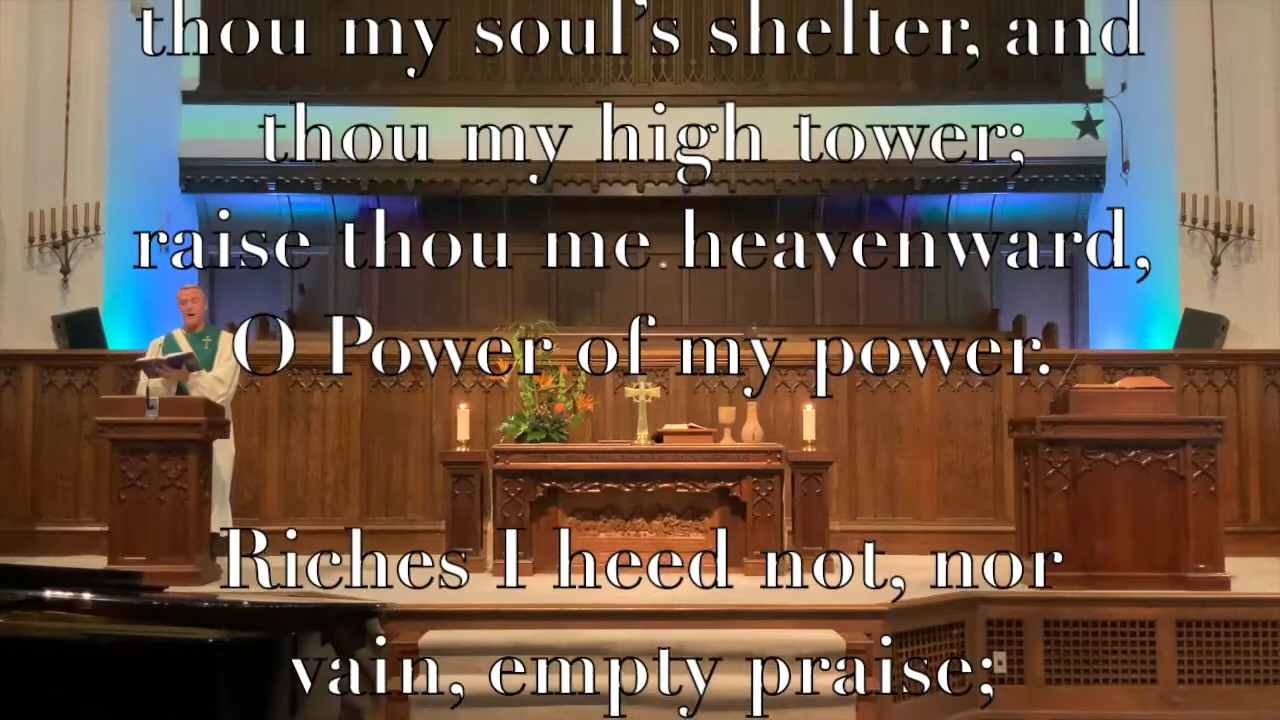 thou my soul's shelter, and
thou my high tower;
raise thou me heavenward,
O Power of my power.
Riches I heed not, nor
vain, empty praise;